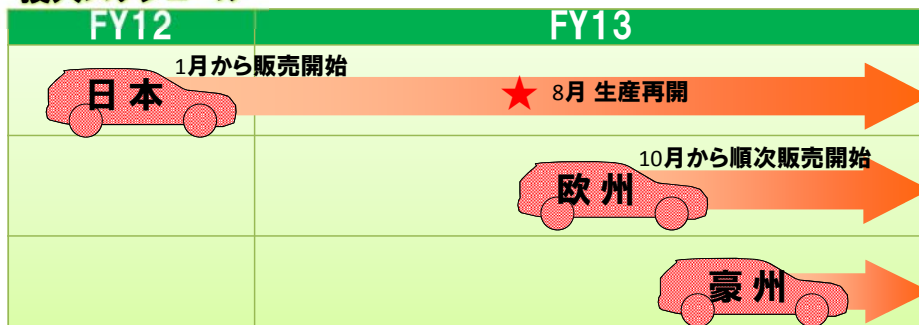 FY12 FY13
1月から販売開始
日本
★ 8月 生産再開
10月から順次販売開始
欧州
豪州